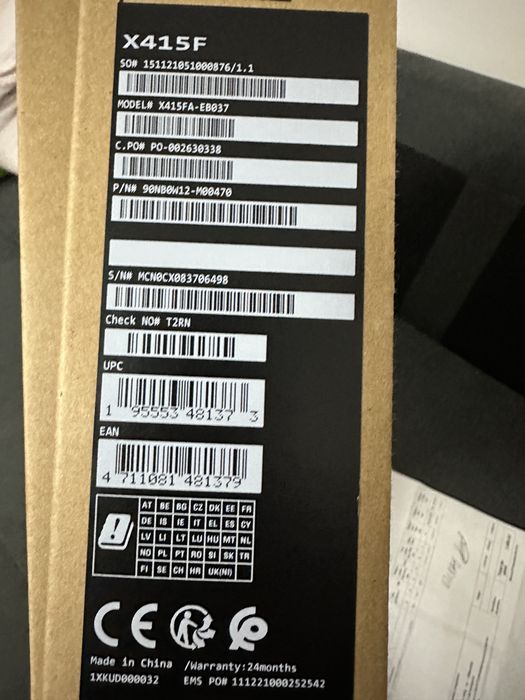 X415F
SO# 151121051000876/1.1
MODEL# X415FA-EB037
C.PO# PO-002630338
P/N# 90NB0W12-M00470
S/N# MCN0CX083706498
Check NO# T2RN
UPC
1 95553 48137 3
EAN
4 711081 481379
AT BE BG CZ DK EE FR
DE IS IE IT EL ES CY
LV LI LT LU HU MT NL
NO PL PT RO SI SK TR
FI SE CH HR UK(NI)
CE
Made in China /Warranty:24months
1XKUD000032 EMS PO# 111221000252542